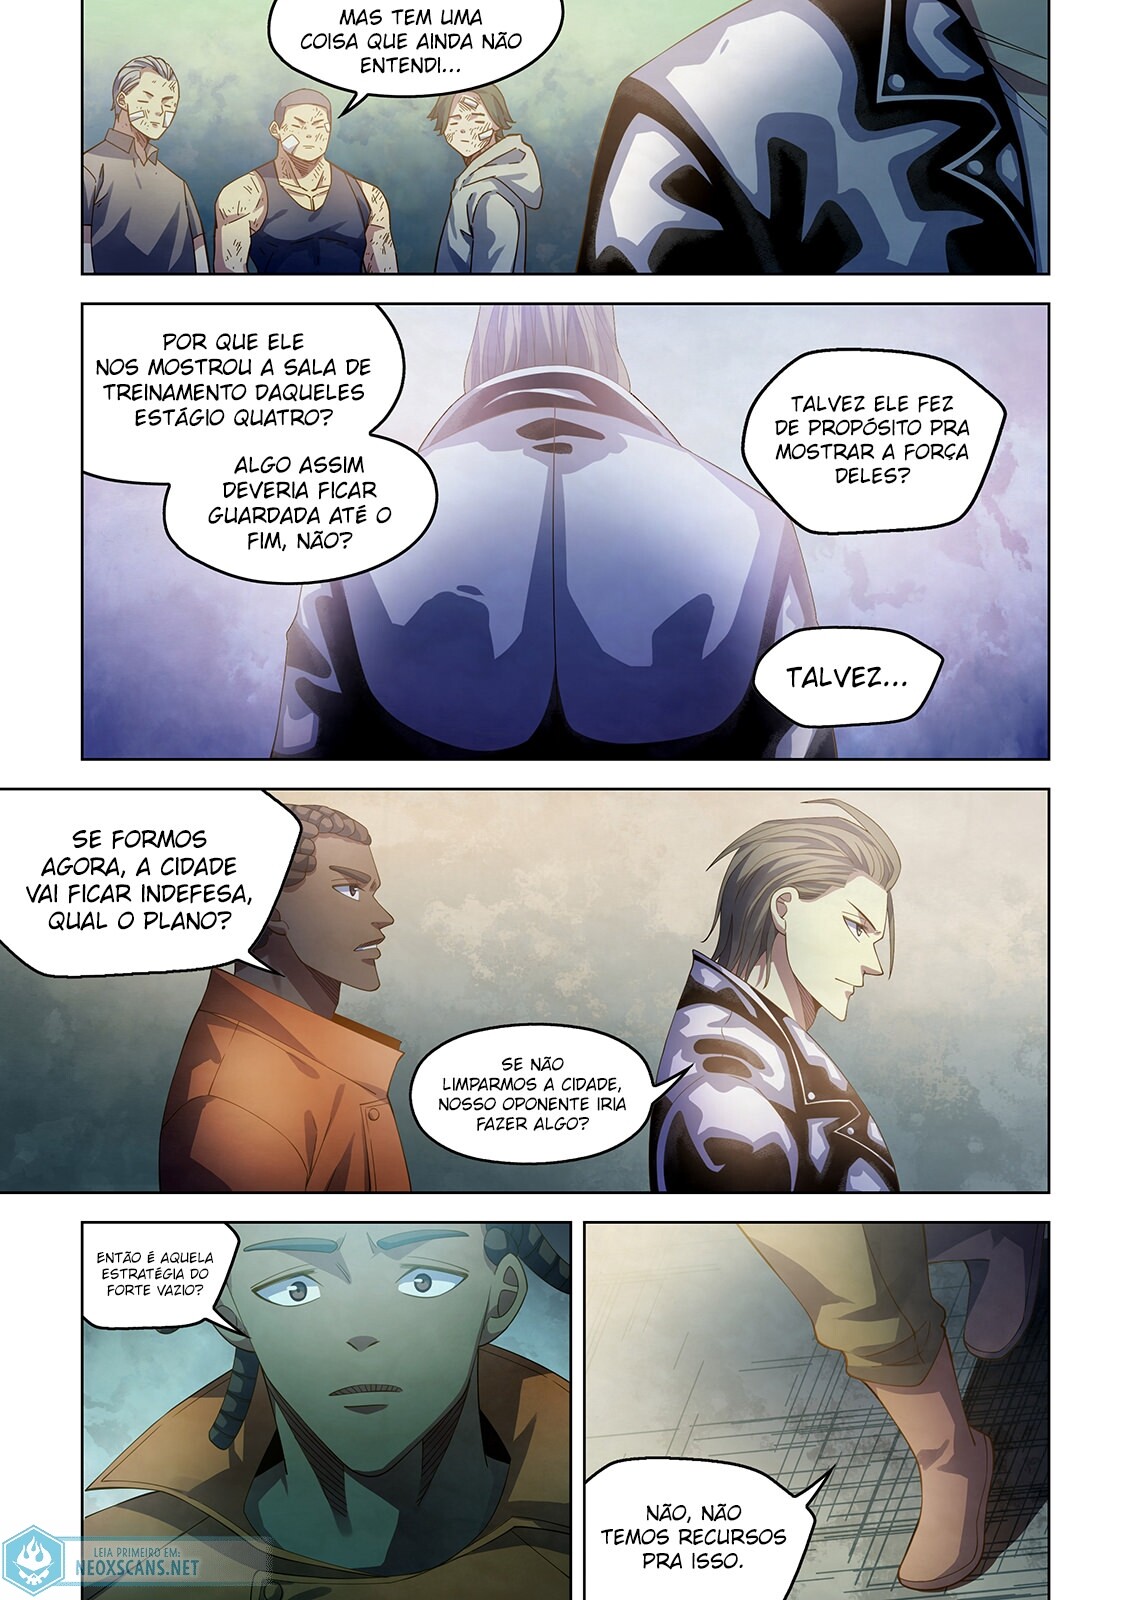 MAS TEM UMA
COISA QUE AINDA NÃO
ENTENDI...
POR QUE ELE
NOS MOSTROU A SALA DE
TREINAMENTO DAQUELES
ESTÁGIO QUATRO?
ALGO ASSIM
DEVERIA FICAR
GUARDADA ATÉ O
FIM, NÃO?
TALVEZ ELE FEZ
DE PROPÓSITO PRA
MOSTRAR A FORÇA
DELES?
TALVEZ...
SE FORMOS
AGORA, A CIDADE
VAI FICAR INDEFESA,
QUAL O PLANO?
SE NÃO
LIMPARMOS A CIDADE,
NOSSO OPONENTE IRIA
FAZER ALGO?
ENTÃO É AQUELA
ESTRATÉGIA DO
FORTE VAZIO?
NÃO, NÃO
TEMOS RECURSOS
PRA ISSO.
LEIA PRIMEIRO EM:
NEOXSCANS.NET